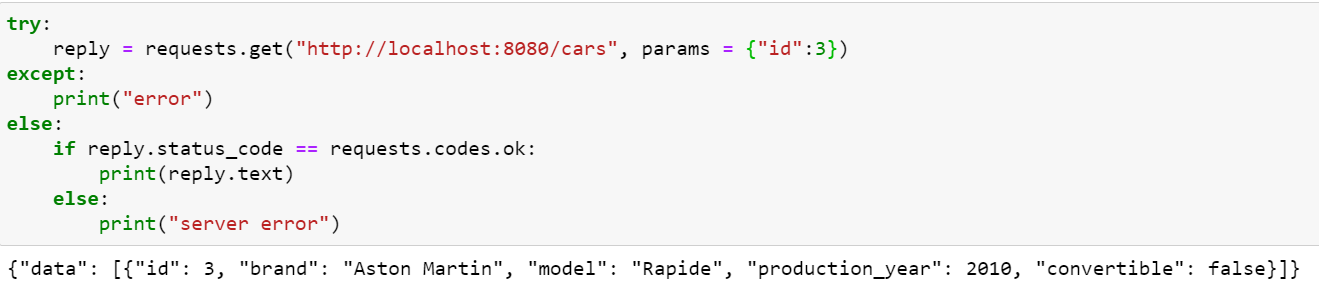 try:
    reply = requests.get("http://localhost:8080/cars", params = {"id":3})
except:
    print("error")
else:
    if reply.status_code == requests.codes.ok:
        print(reply.text)
    else:
        print("server error")
{"data": [{"id": 3, "brand": "Aston Martin", "model": "Rapide", "production_year": 2010, "convertible": false}]}